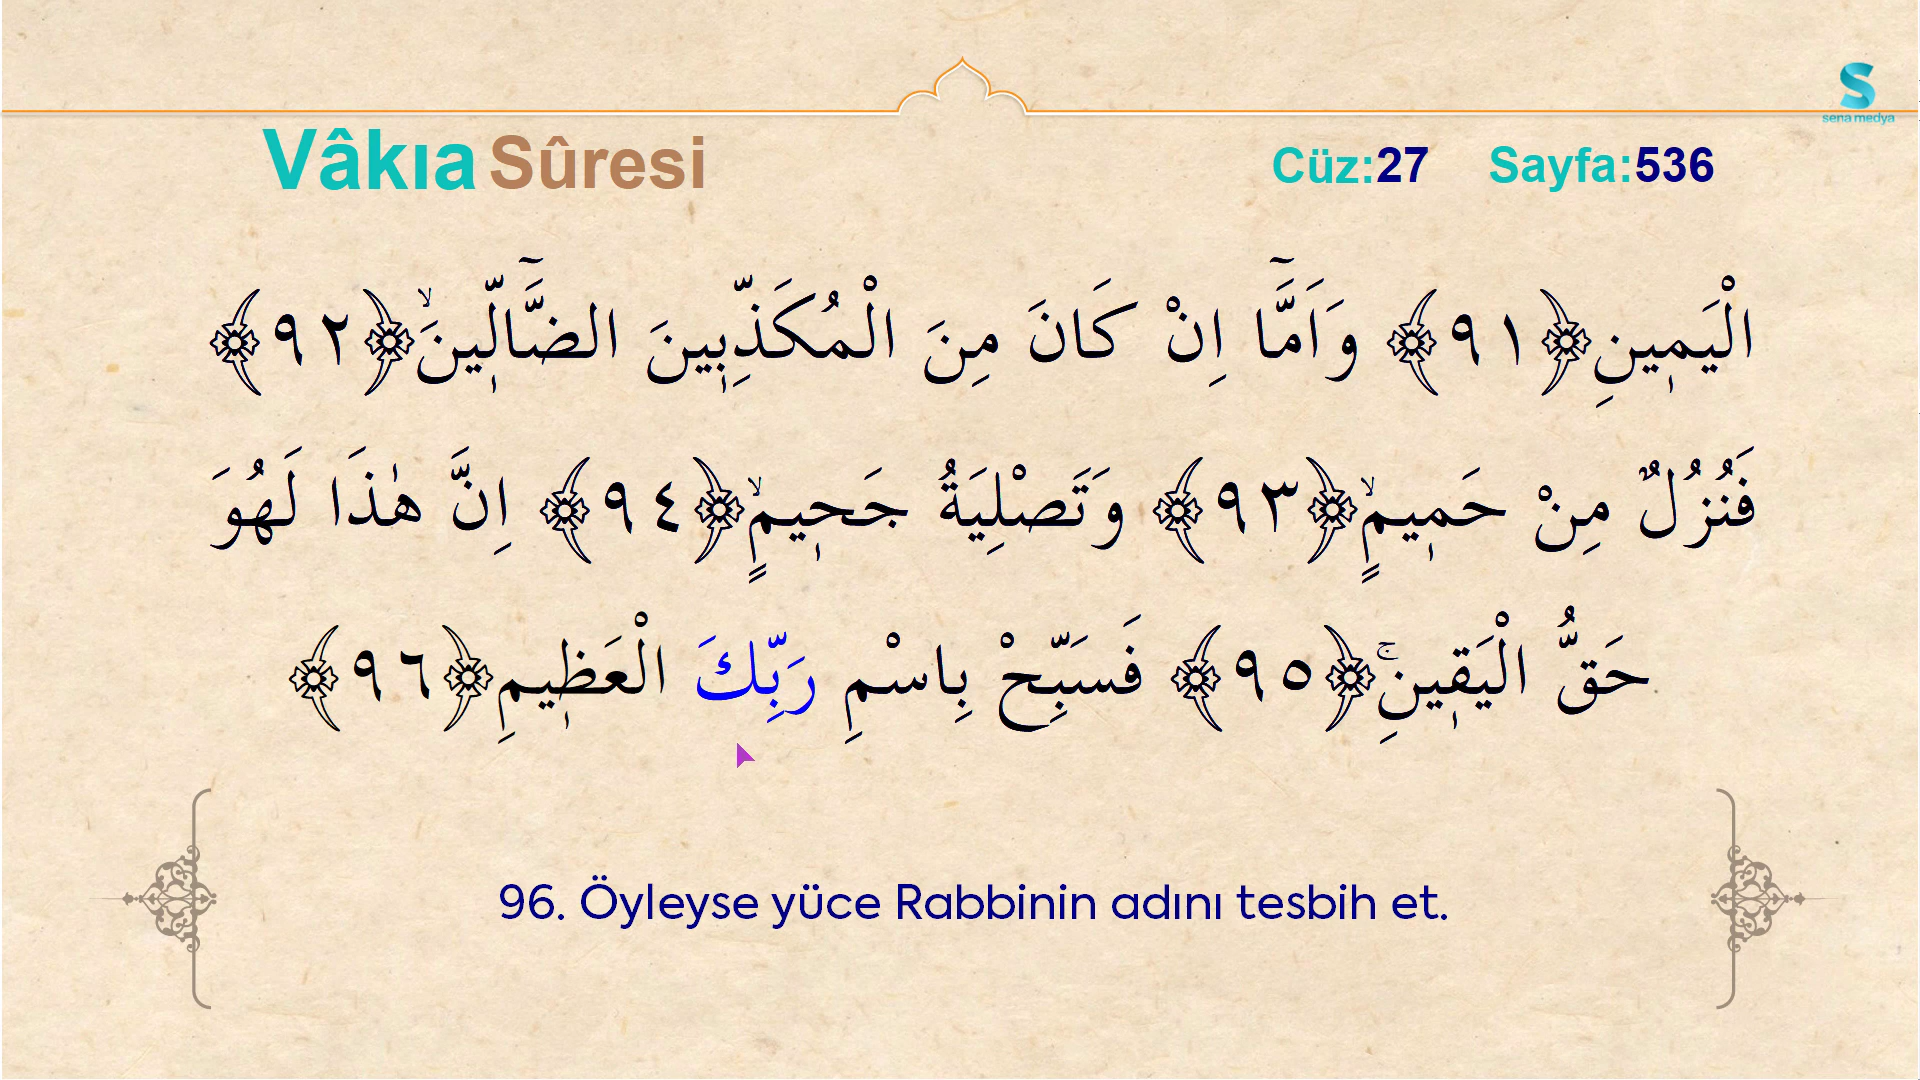 sena medya
Vâkıa Sûresi Cüz:27 Sayfa:536
الْيَمٖينِ﴿٩١﴾ وَاَمَّٓا اِنْ كَانَ مِنَ الْمُكَذِّبٖينَ الضَّٓالّٖينَۙ﴿٩٢﴾
فَنُزُلٌ مِنْ حَمٖيمٍۙ﴿٩٣﴾ وَتَصْلِيَةُ جَحٖيمٍۙ﴿٩٤﴾ اِنَّ هٰذَا لَهُوَ
حَقُّ الْيَقٖينِۚ﴿٩٥﴾ فَسَبِّحْ بِاسْمِ رَبِّكَ الْعَظٖيمِ﴿٩٦﴾
96. Öyleyse yüce Rabbinin adını tesbih et.